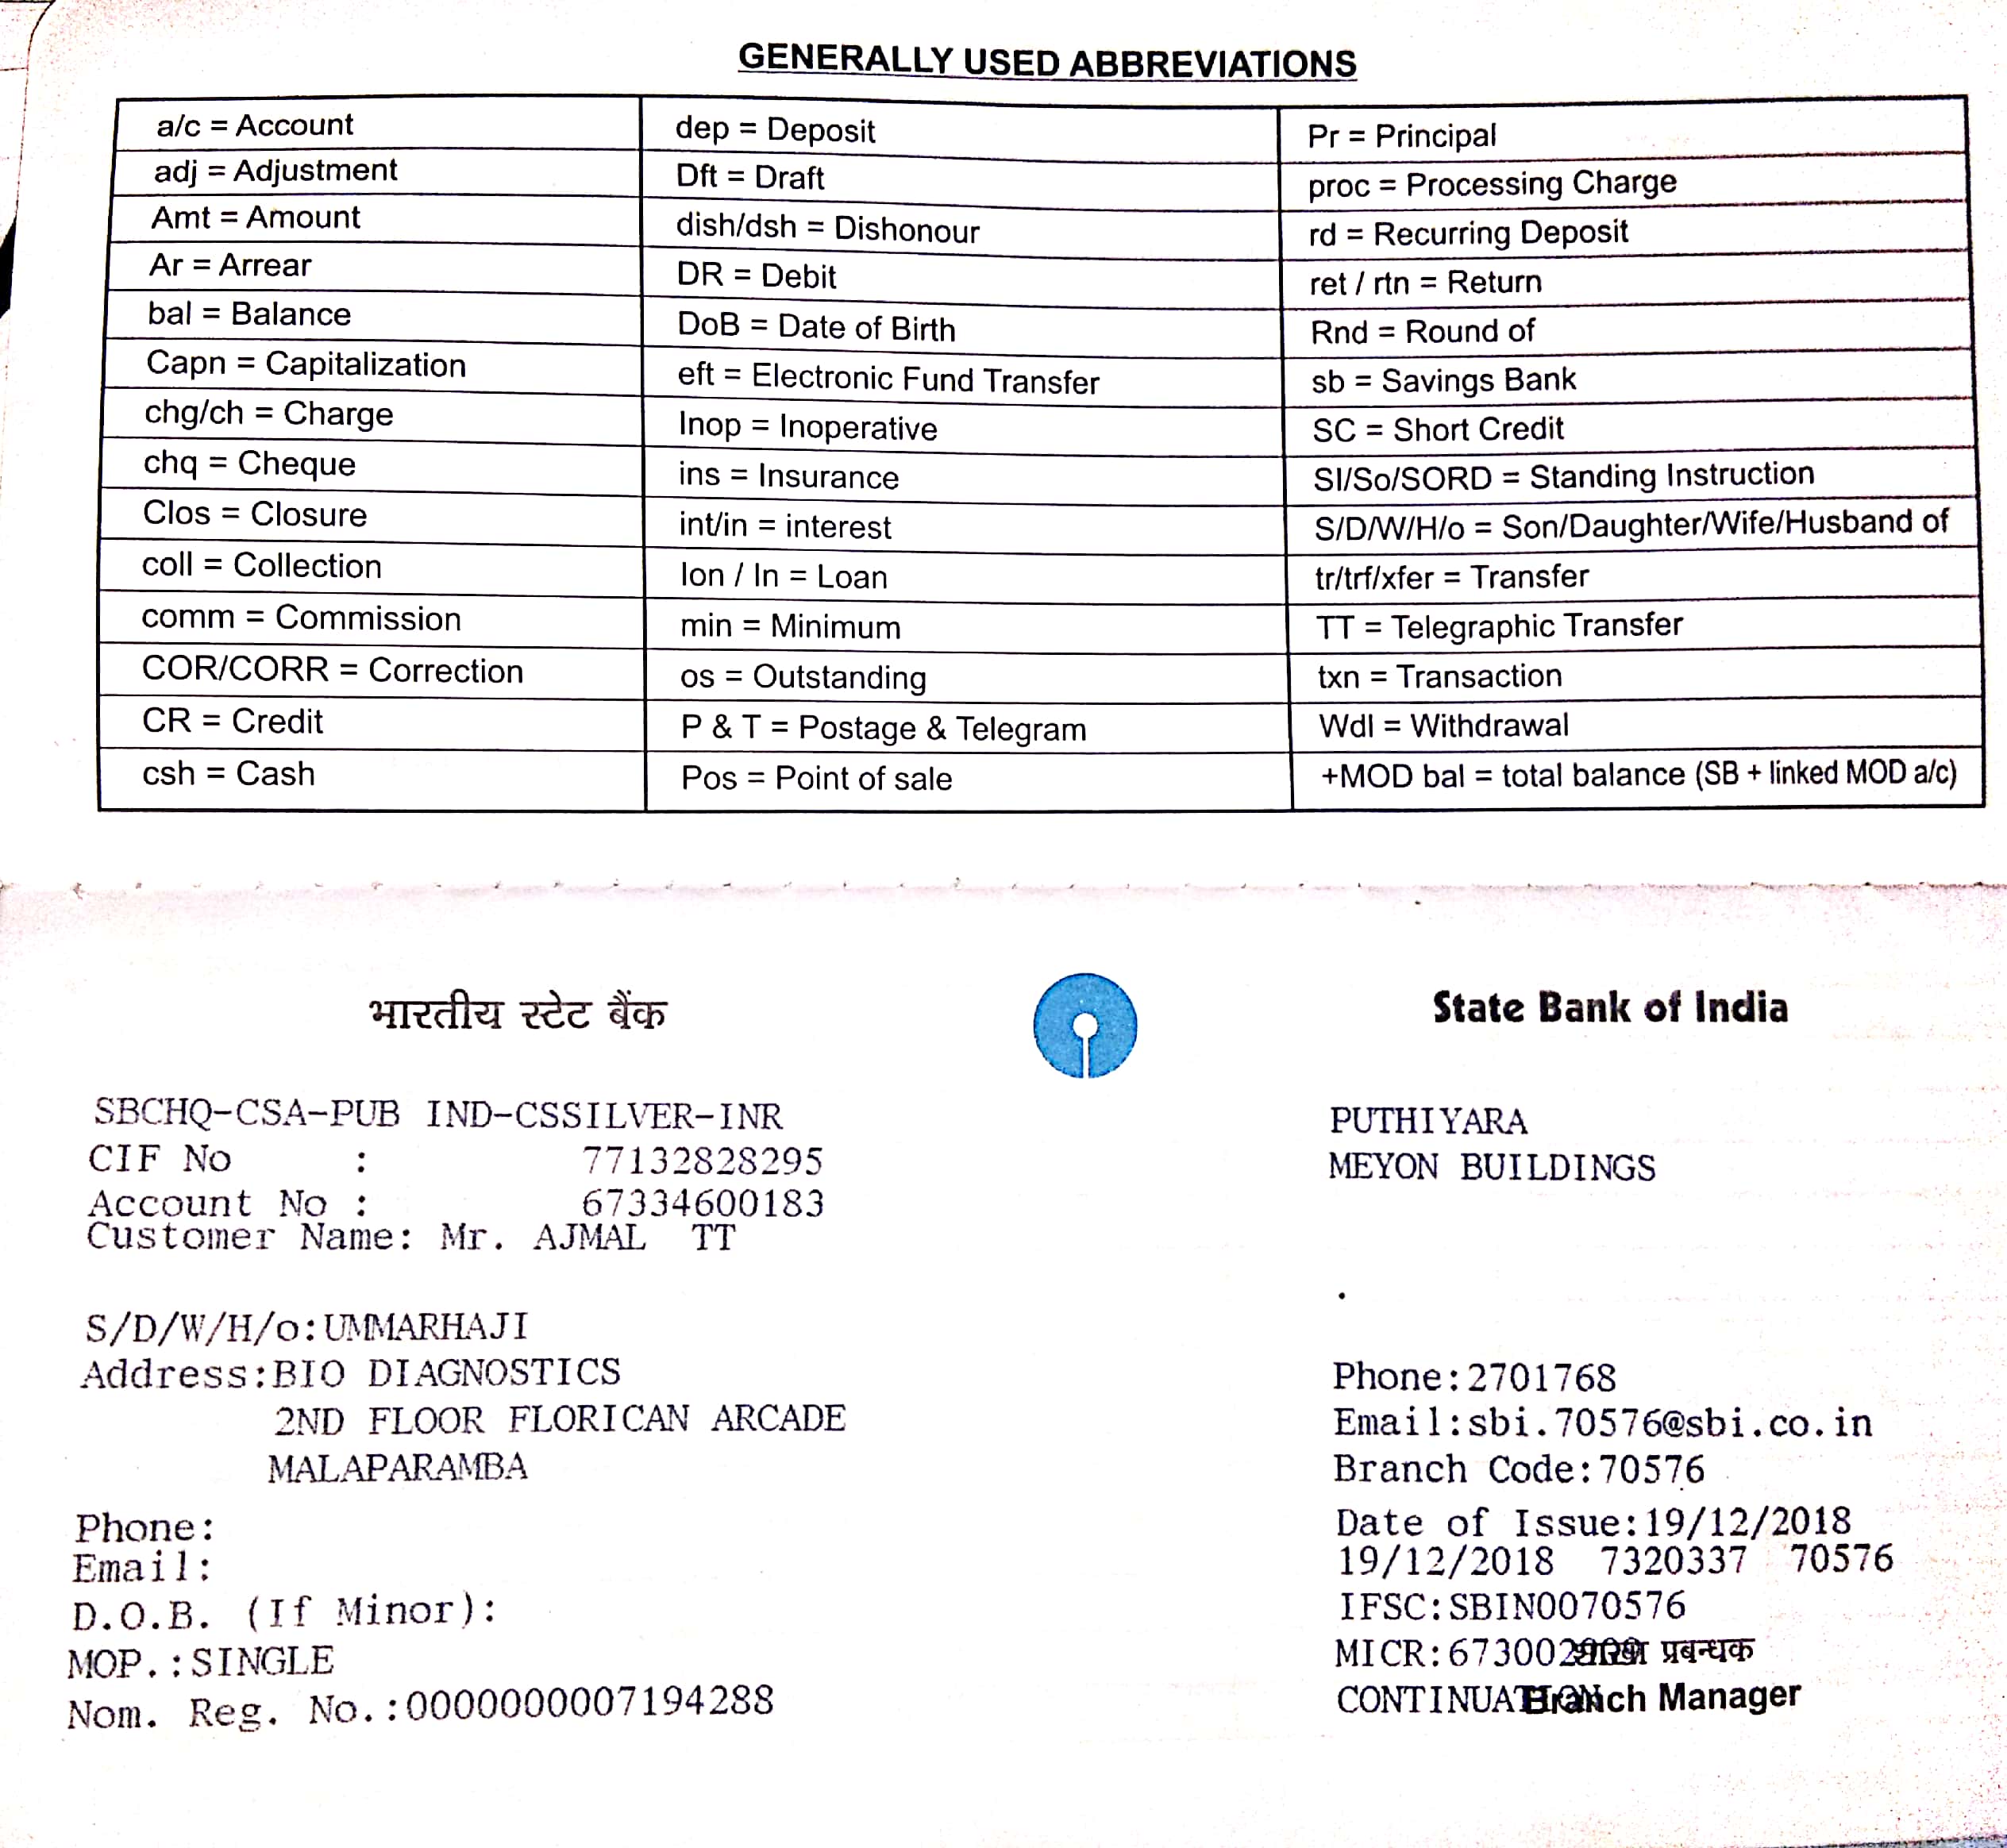 GENERALLY USED ABBREVIATIONS
a/c = Account
adj = Adjustment
Amt = Amount
Ar = Arrear
bal = Balance
Capn = Capitalization
chg/ch = Charge
chq = Cheque
Clos = Closure
coll = Collection
comm = Commission
COR/CORR = Correction
CR = Credit
csh = Cash
dep = Deposit
Dft = Draft
dish/dsh = Dishonour
DR = Debit
DoB = Date of Birth
eft = Electronic Fund Transfer
Inop = Inoperative
ins = Insurance
int/in = interest
lon / ln = Loan
min = Minimum
os = Outstanding
P & T = Postage & Telegram
Pos = Point of sale
Pr = Principal
proc = Processing Charge
rd = Recurring Deposit
ret / rtn = Return
Rnd = Round of
sb = Savings Bank
SC = Short Credit
SI/So/SORD = Standing Instruction
S/D/W/H/o = Son/Daughter/Wife/Husband of
tr/trf/xfer = Transfer
TT = Telegraphic Transfer
txn = Transaction
Wdl = Withdrawal
+MOD bal = total balance (SB + linked MOD a/c)
भारतीय स्टेट बैंक
State Bank of India
SBCHQ-CSA-PUB IND-CSSILVER-INR
CIF No : 77132828295
Account No : 67334600183
Customer Name: Mr. AJMAL TT
S/D/W/H/o:UMMARHAJI
Address:BIO DIAGNOSTICS
2ND FLOOR FLORICAN ARCADE
MALAPARAMBA
Phone:
Email:
D.O.B. (If Minor):
MOP.:SINGLE
Nom. Reg. No.:0000000007194288
PUTHIYARA
MEYON BUILDINGS
Phone:2701768
Email:sbi.70576@sbi.co.in
Branch Code:70576
Date of Issue:19/12/2018
19/12/2018 7320337 70576
IFSC:SBIN0070576
MICR: शाखा प्रबन्धक
CONTINUATION Branch Manager